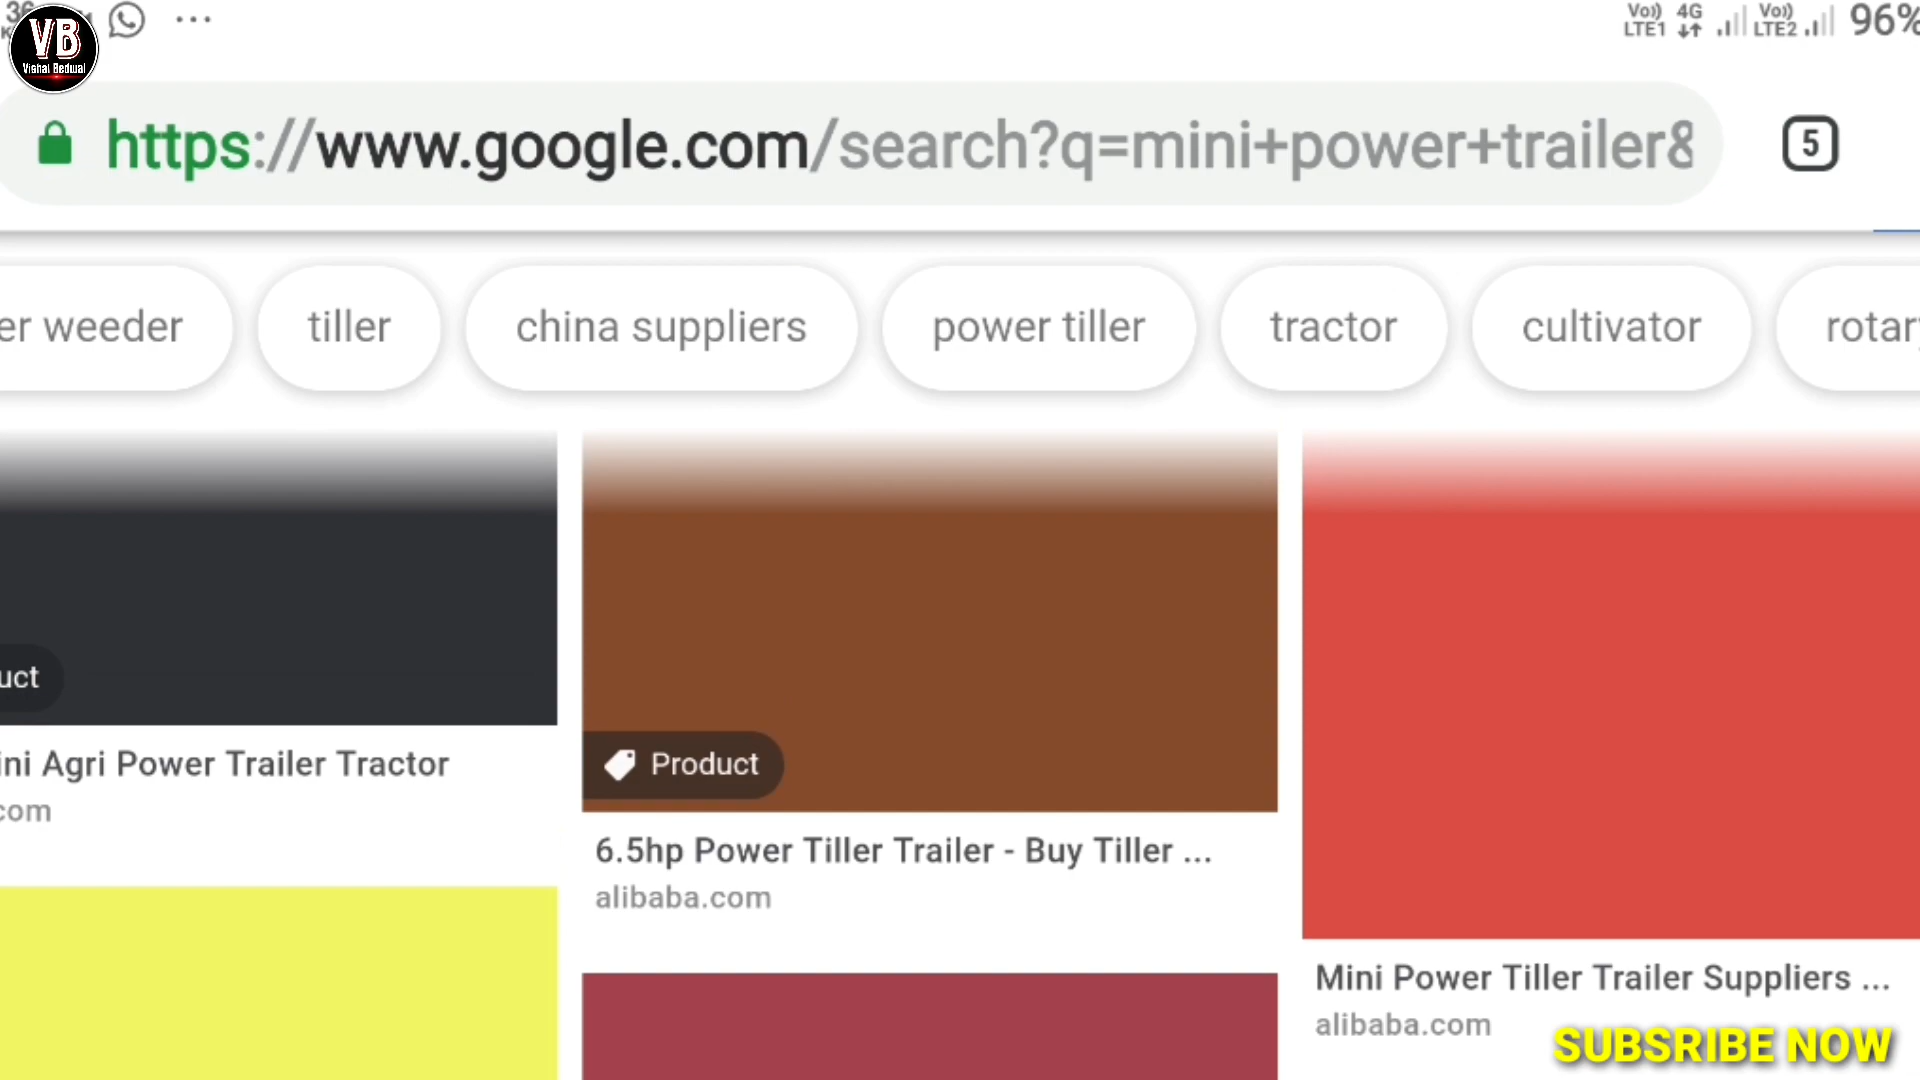 VB
Vishal Bedwal
Vo)) LTE1 4G Vo)) LTE2 96%
https://www.google.com/search?q=mini+power+trailer&
5
er weeder
tiller
china suppliers
power tiller
tractor
cultivator
rotary
uct
ini Agri Power Trailer Tractor
com
Product
6.5hp Power Tiller Trailer - Buy Tiller ...
alibaba.com
Mini Power Tiller Trailer Suppliers ...
alibaba.com
SUBSRIBE NOW